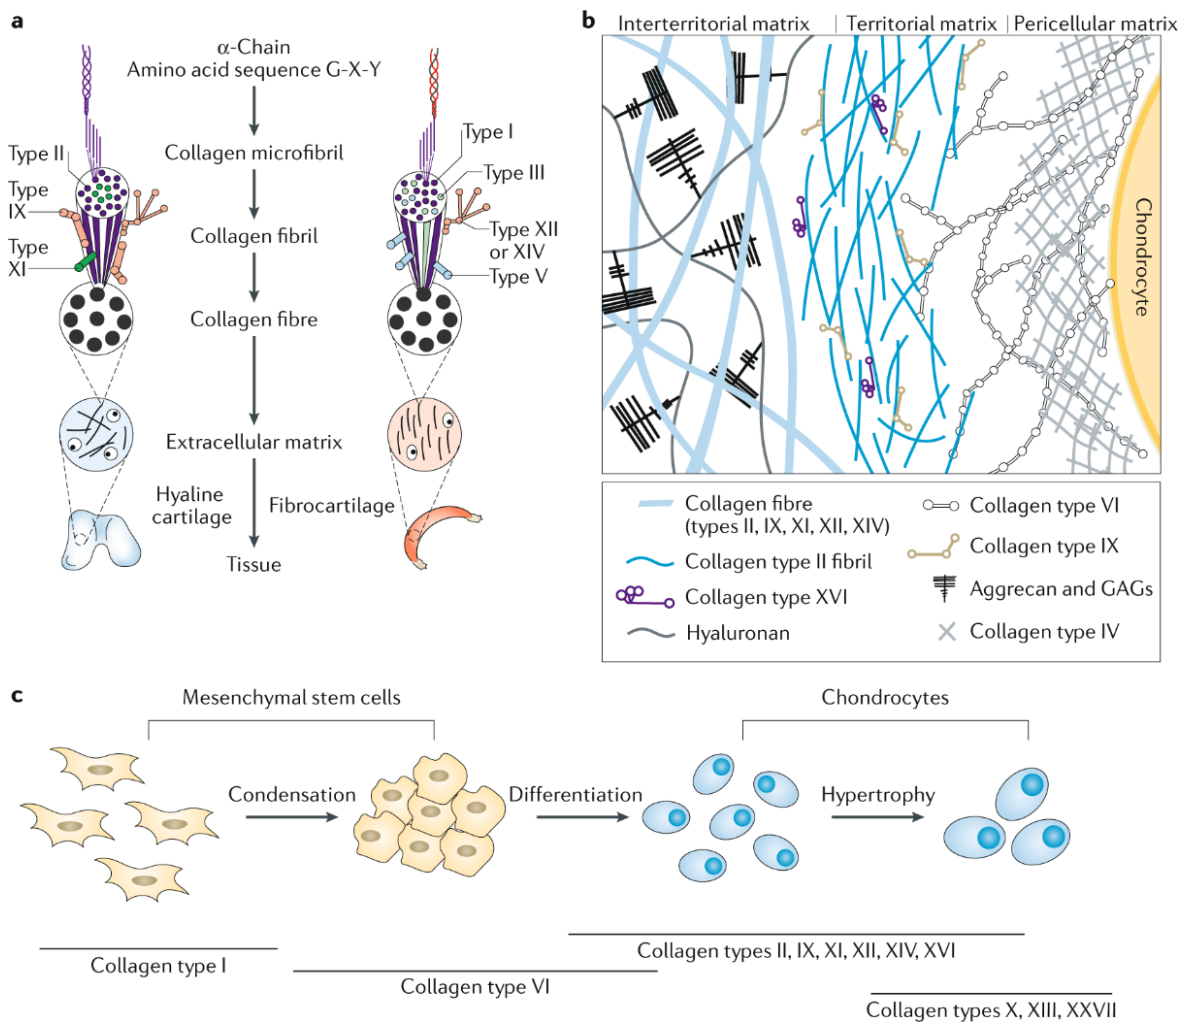 a
α-Chain
Amino acid sequence G-X-Y
Collagen microfibril
Collagen fibril
Collagen fibre
Extracellular matrix
Hyaline
cartilage
Fibrocartilage
Tissue
Type II
Type
IX
Type
XI
Type I
Type III
Type XII
or XIV
Type V
b
Interterritorial matrix
Territorial matrix
Pericellular matrix
Chondrocyte
Collagen fibre
(types II, IX, XI, XII, XIV)
Collagen type II fibril
Collagen type XVI
Hyaluronan
Collagen type VI
Collagen type IX
Aggrecan and GAGs
Collagen type IV
c
Mesenchymal stem cells
Chondrocytes
Condensation
Differentiation
Hypertrophy
Collagen type I
Collagen type VI
Collagen types II, IX, XI, XII, XIV, XVI
Collagen types X, XIII, XXVII